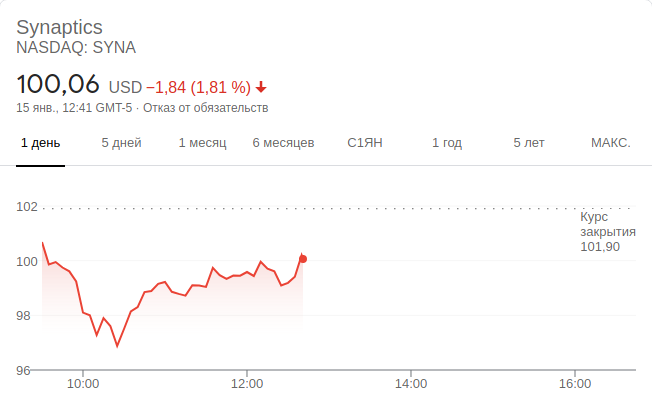 Synaptics
NASDAQ: SYNA
100,06 USD −1,84 (1,81 %)
15 янв., 12:41 GMT-5 · Отказ от обязательств
1 день 5 дней 1 месяц 6 месяцев С1ЯН 1 год 5 лет МАКС.
102
Курс
закрытия
101,90
100
98
96
10:00 12:00 14:00 16:00